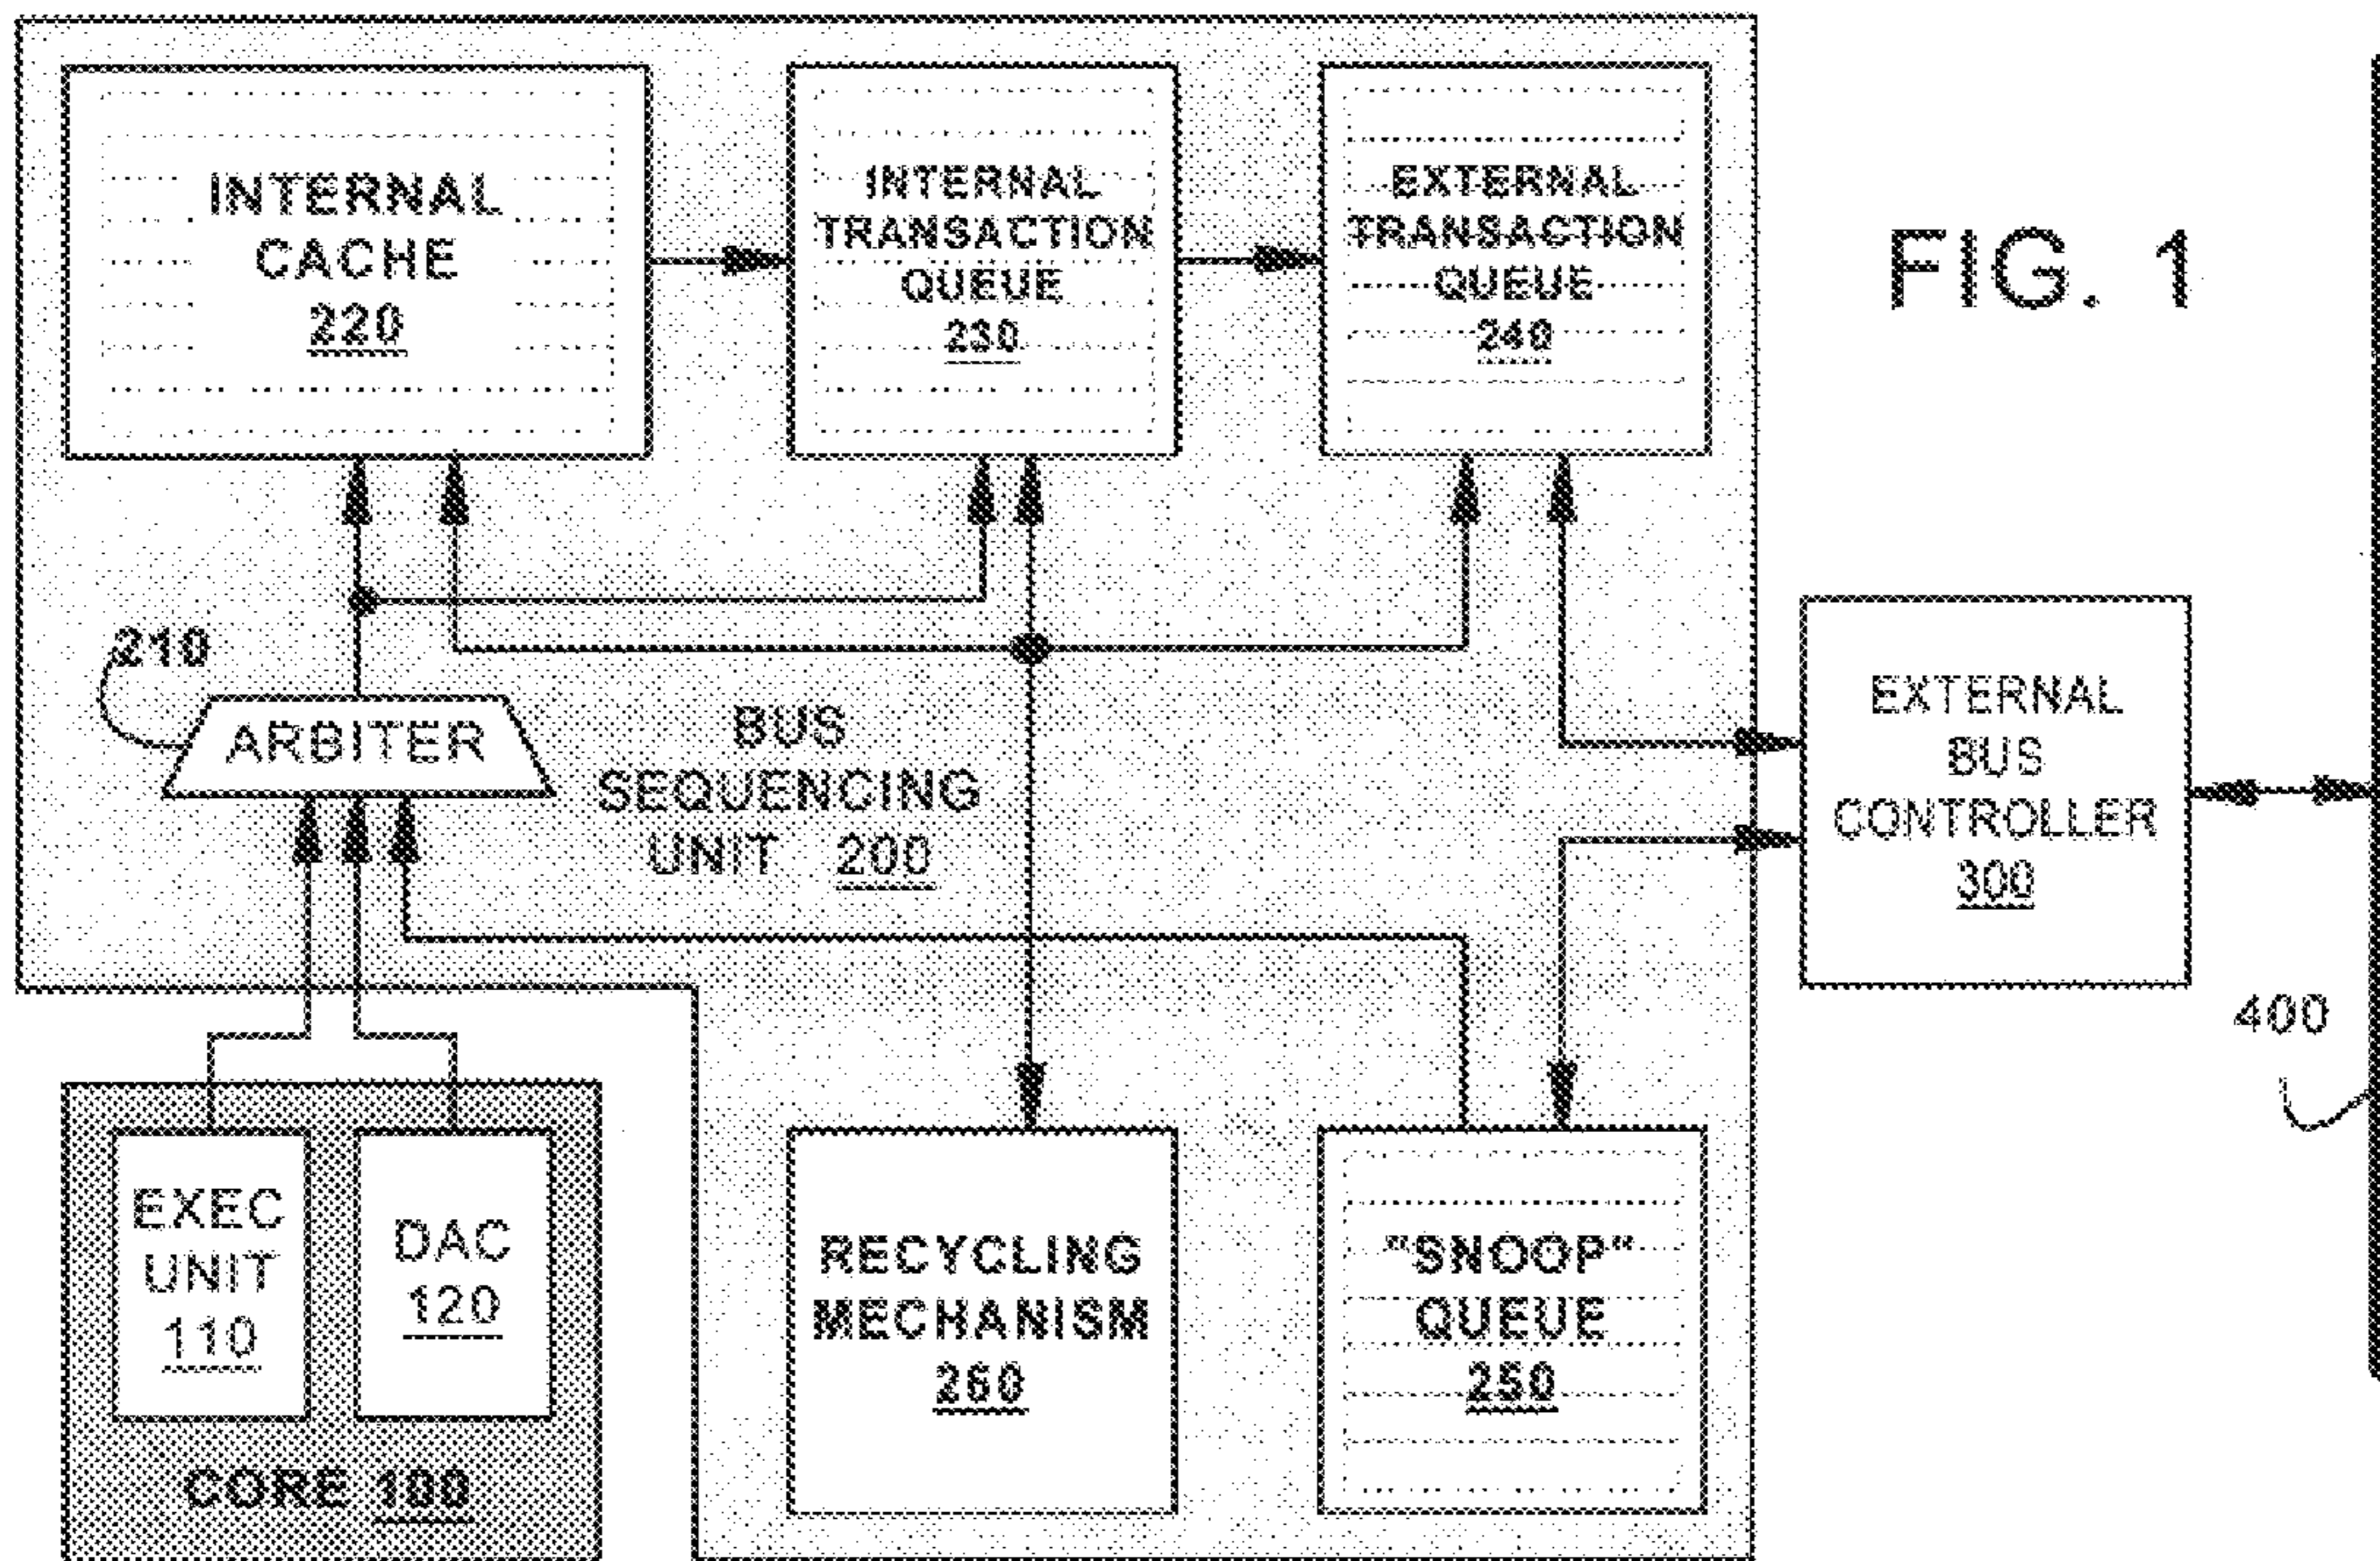 INTERNAL
CACHE
220
INTERNAL
TRANSACTION
QUEUE
230
EXTERNAL
TRANSACTION
QUEUE
240
FIG. 1
210
ARBITER
BUS
SEQUENCING
UNIT 200
EXTERNAL
BUS
CONTROLLER
300
400
EXEC
UNIT
110
DAC
120
CORE 100
RECYCLING
MECHANISM
260
"SNOOP"
QUEUE
250